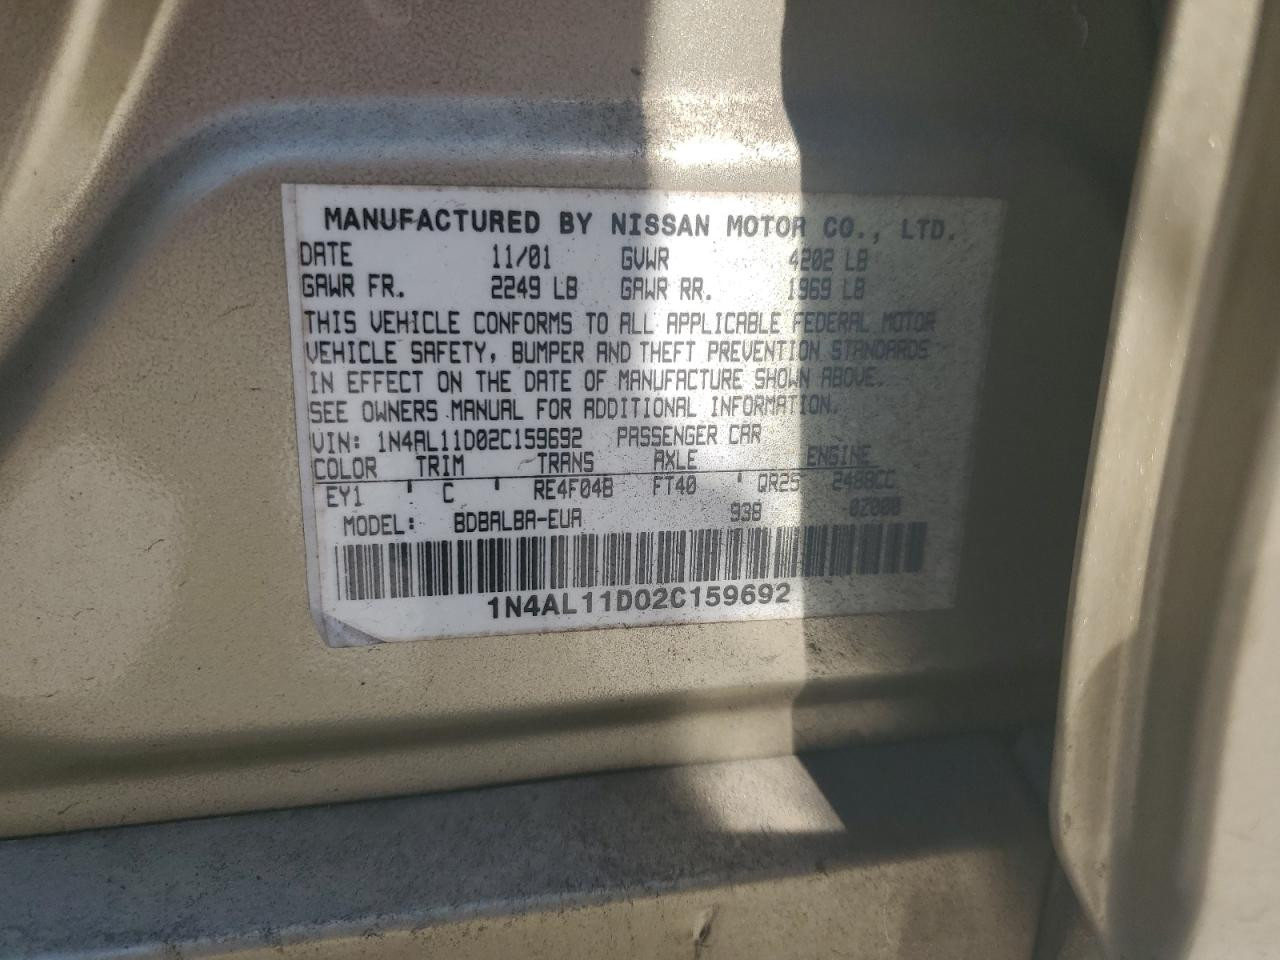 MANUFACTURED BY NISSAN MOTOR CO., LTD.
DATE 11/01 GVWR 4202 LB
GAWR FR. 2249 LB GAWR RR. 1969 LB
THIS VEHICLE CONFORMS TO ALL APPLICABLE FEDERAL MOTOR
VEHICLE SAFETY, BUMPER AND THEFT PREVENTION STANDARDS
IN EFFECT ON THE DATE OF MANUFACTURE SHOWN ABOVE.
SEE OWNERS MANUAL FOR ADDITIONAL INFORMATION.
VIN: 1N4AL11D02C159692 PASSENGER CAR
COLOR TRIM TRANS AXLE ENGINE
EY1 C RE4F04B FT40 QR25 2488CC
MODEL: BDBALBA-EUA 938 02000
1N4AL11D02C159692